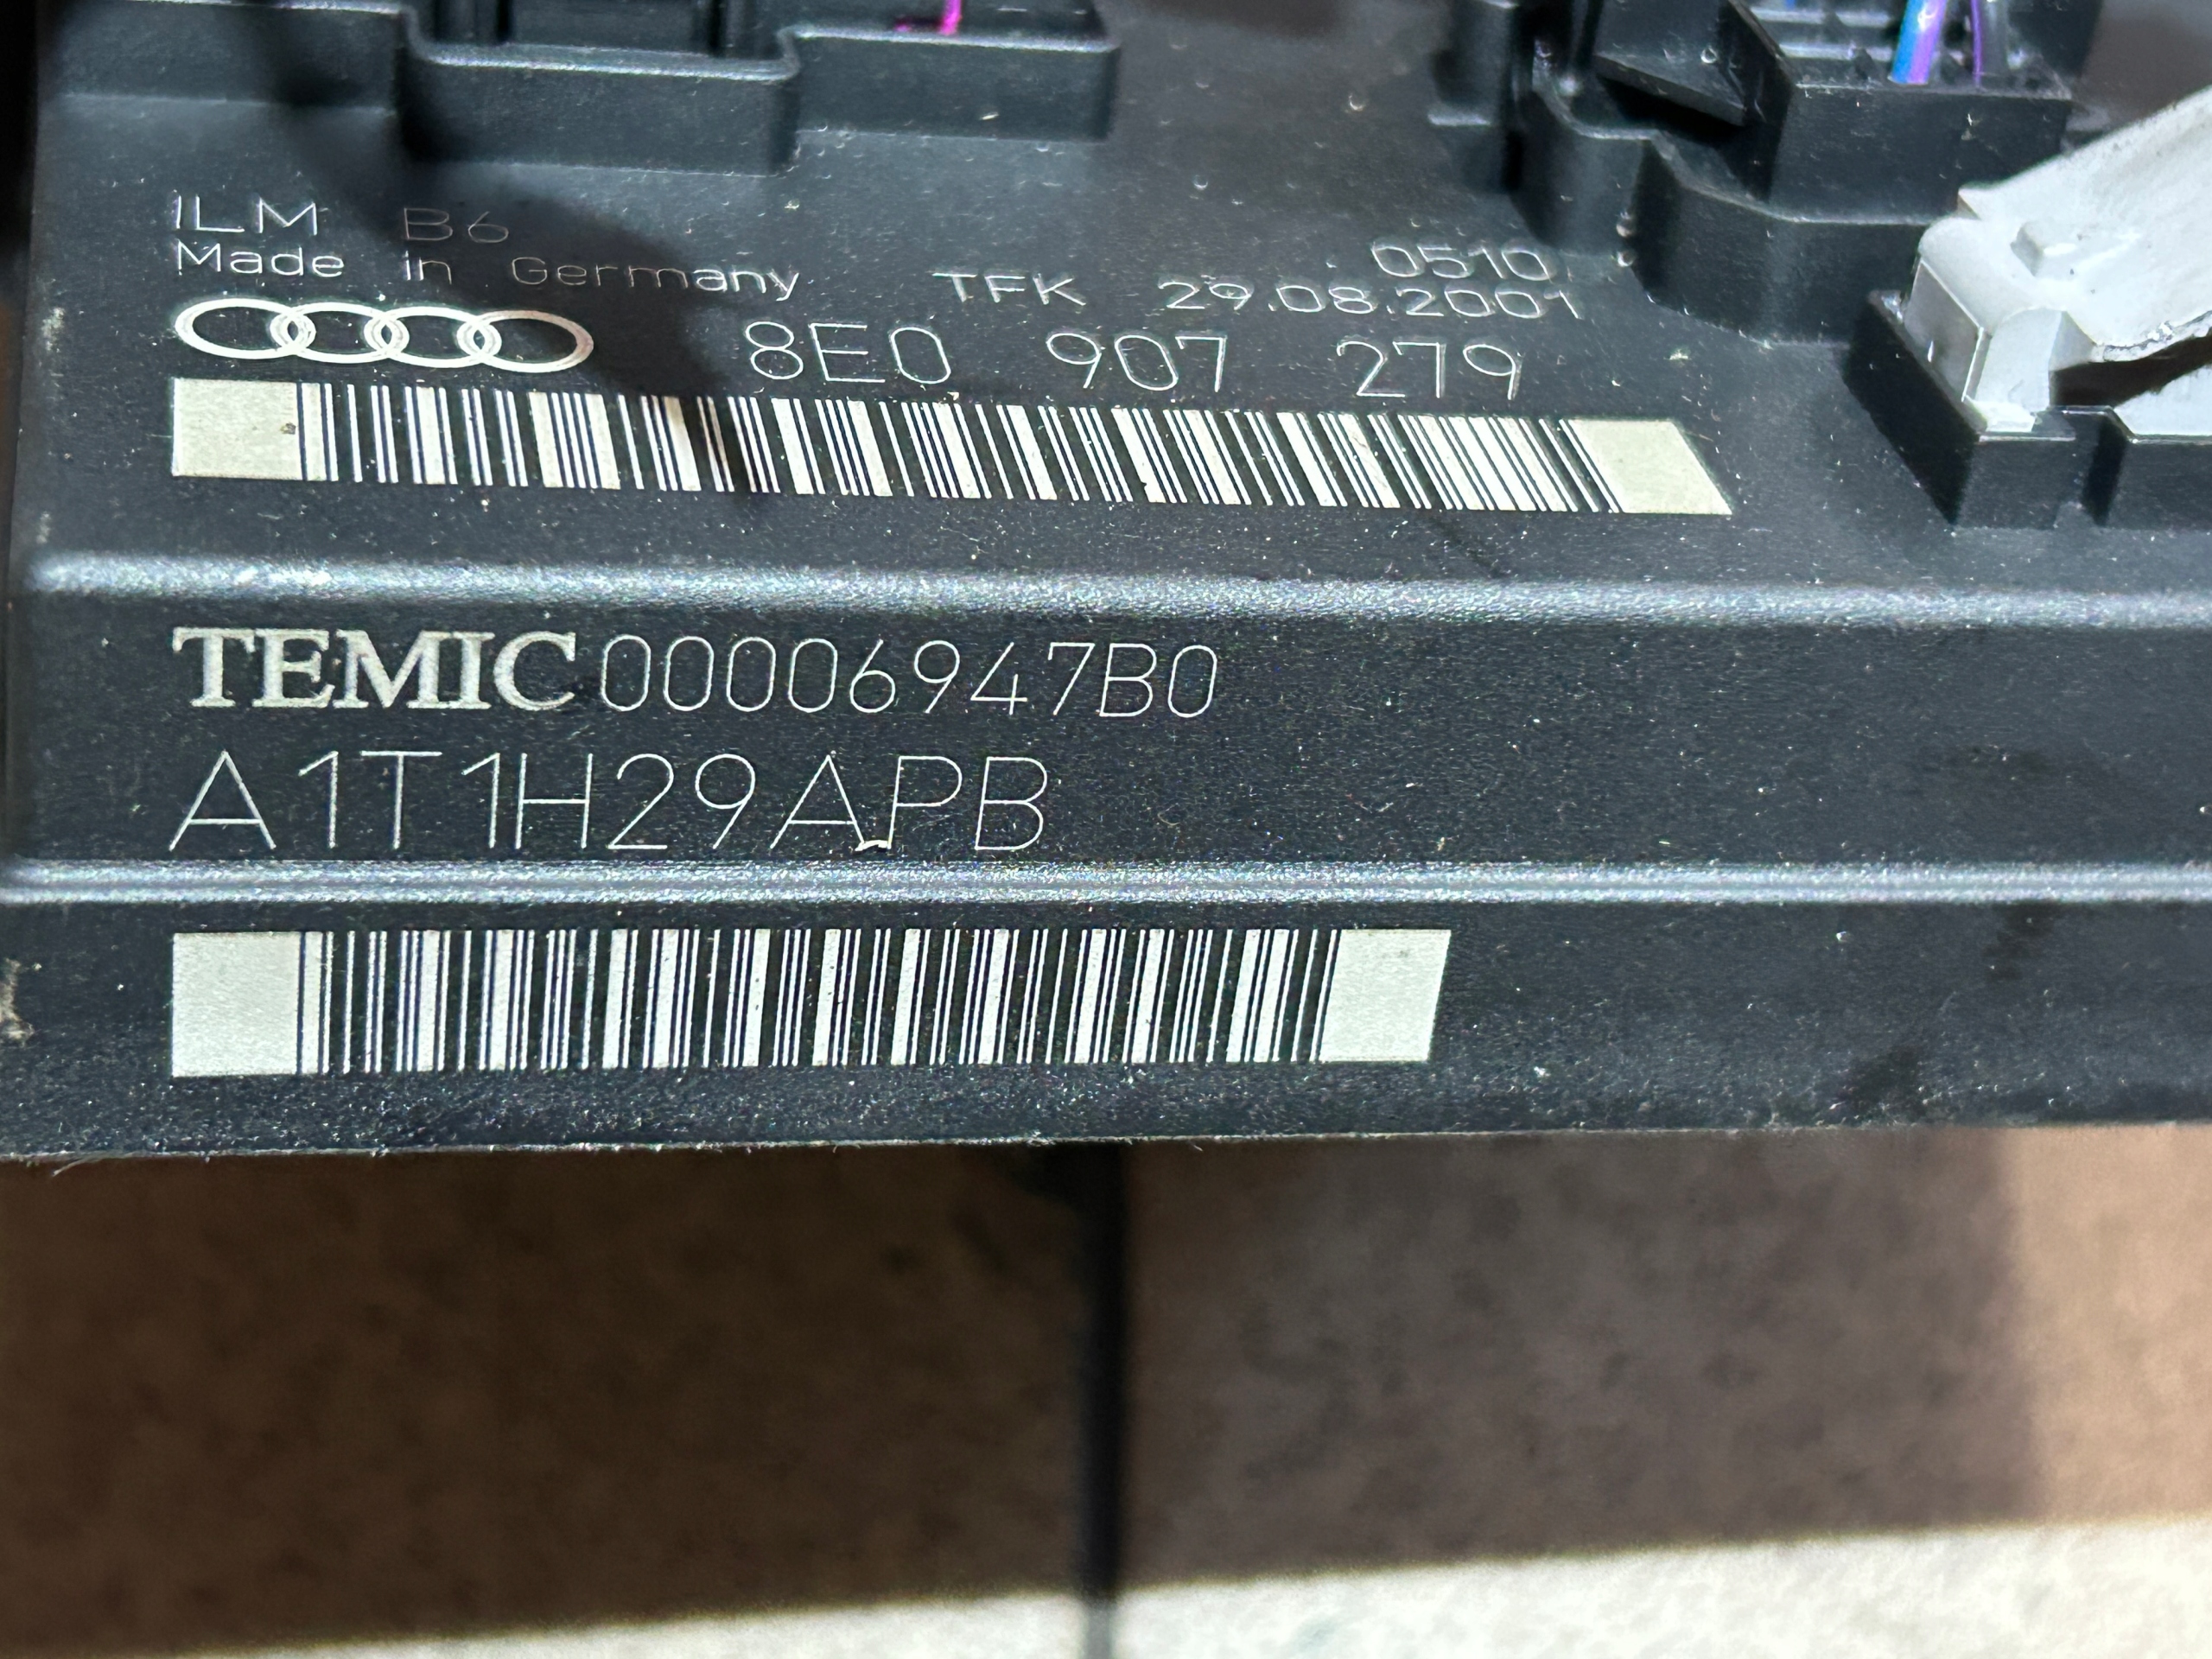 ILM B6
Made in Germany TFK 29.08.2001
0510
8E0 907 279
TEMIC 00006947B0
A1T1H29APB